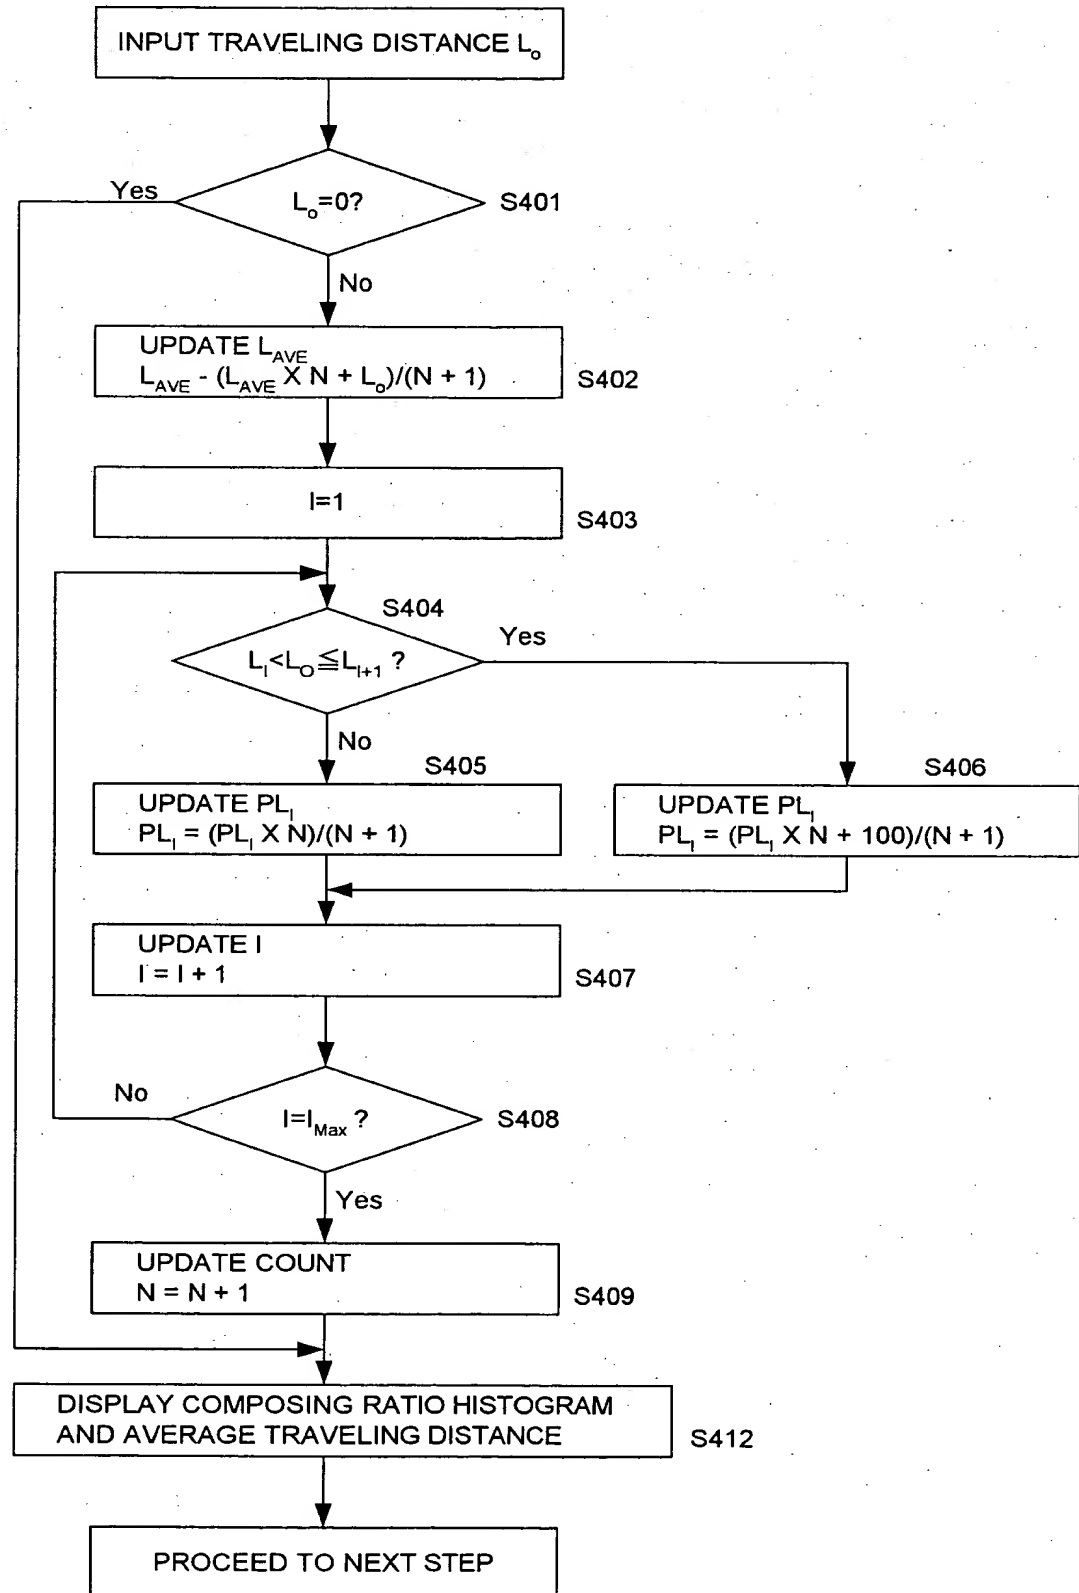 INPUT TRAVELING DISTANCE Lo
Yes
Lo=0?
S401
No
UPDATE LAVE
LAVE - (LAVE X N + Lo)/(N + 1)
S402
I=1
S403
S404
LI<LO≦LI+1 ?
Yes
No
S405
UPDATE PLI
PLI = (PLI X N)/(N + 1)
S406
UPDATE PLI
PLI = (PLI X N + 100)/(N + 1)
UPDATE I
I = I + 1
S407
No
I=IMax ?
S408
Yes
UPDATE COUNT
N = N + 1
S409
DISPLAY COMPOSING RATIO HISTOGRAM
AND AVERAGE TRAVELING DISTANCE
S412
PROCEED TO NEXT STEP